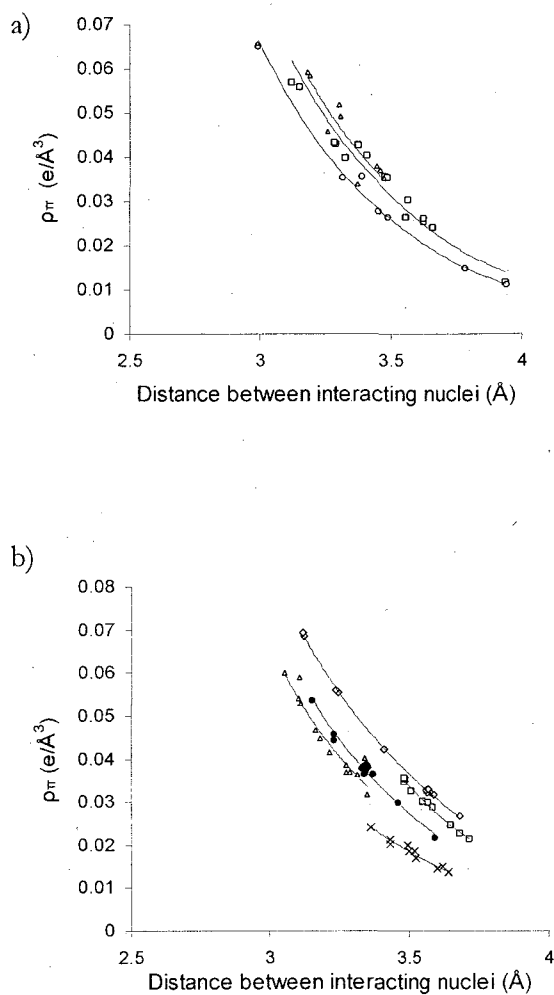 a)
0.07
0.06
0.05
0.04
0.03
0.02
0.01
0
ρπ (e/Å³)
2.5 3 3.5 4
Distance between interacting nuclei (Å)
b)
0.08
0.07
0.06
0.05
0.04
0.03
0.02
0.01
0
ρπ (e/Å³)
2.5 3 3.5 4
Distance between interacting nuclei (Å)